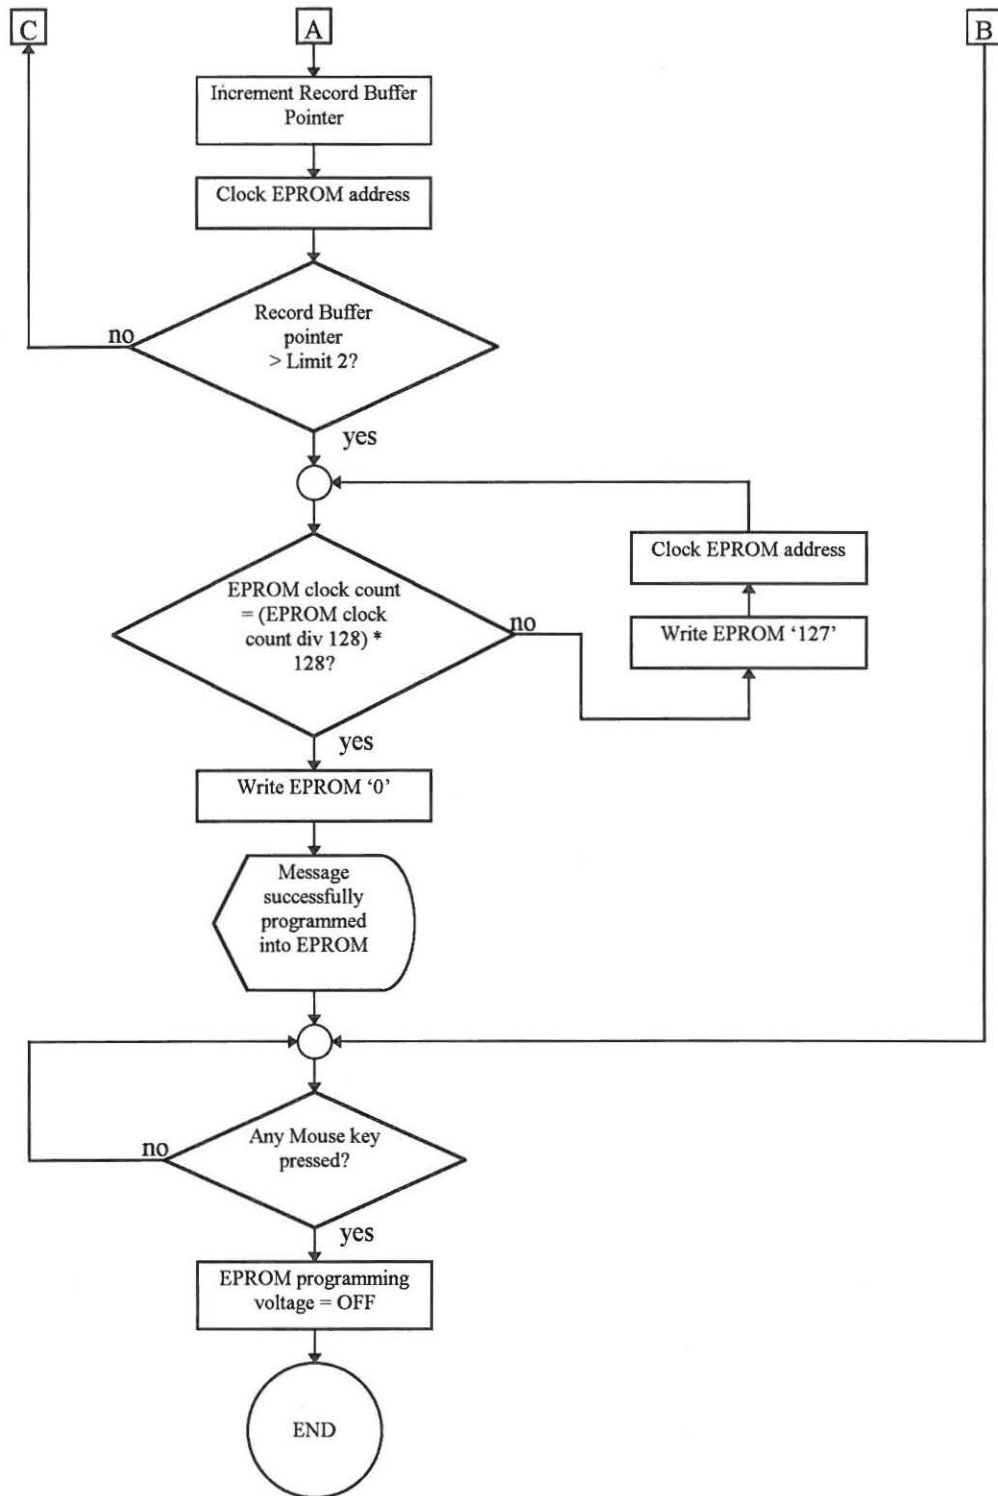 C
A
B
Increment Record Buffer
Pointer
Clock EPROM address
Record Buffer
pointer
> Limit 2?
no
yes
EPROM clock count
= (EPROM clock
count div 128) *
128?
no
Clock EPROM address
Write EPROM ‘127’
yes
Write EPROM ‘0’
Message
successfully
programmed
into EPROM
Any Mouse key
pressed?
no
yes
EPROM programming
voltage = OFF
END